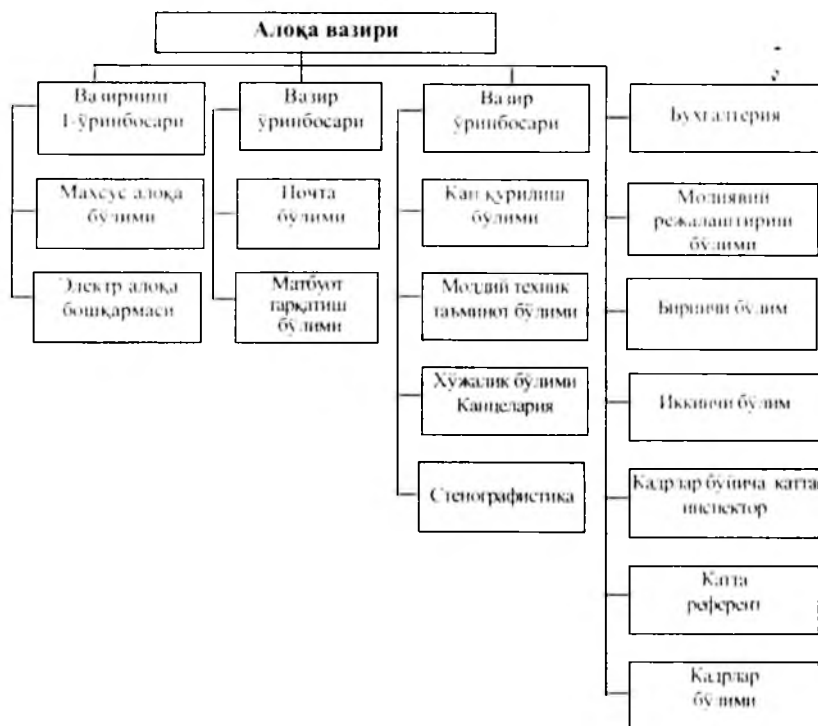 Алоқа вазири
Вазирнинг
1-ўринбосари
Махсус алоқа
бўлими
Электр алоқа
бошқармаси
Вазир
ўринбосари
Почта
бўлими
Матбуот
тарқатиш
бўлими
Вазир
ўринбосари
Кап қурилиш
бўлими
Моддий техник
таъминот бўлими
Хўжалик бўлими
Канцелария
Стенографистика
Бухгалтерия
Молиявий
режалаштириш
бўлими
Биринчи бўлим
Иккинчи бўлим
Кадрлар бўйича катта
инспектор
Катта
референт
Кадрлар
бўлими